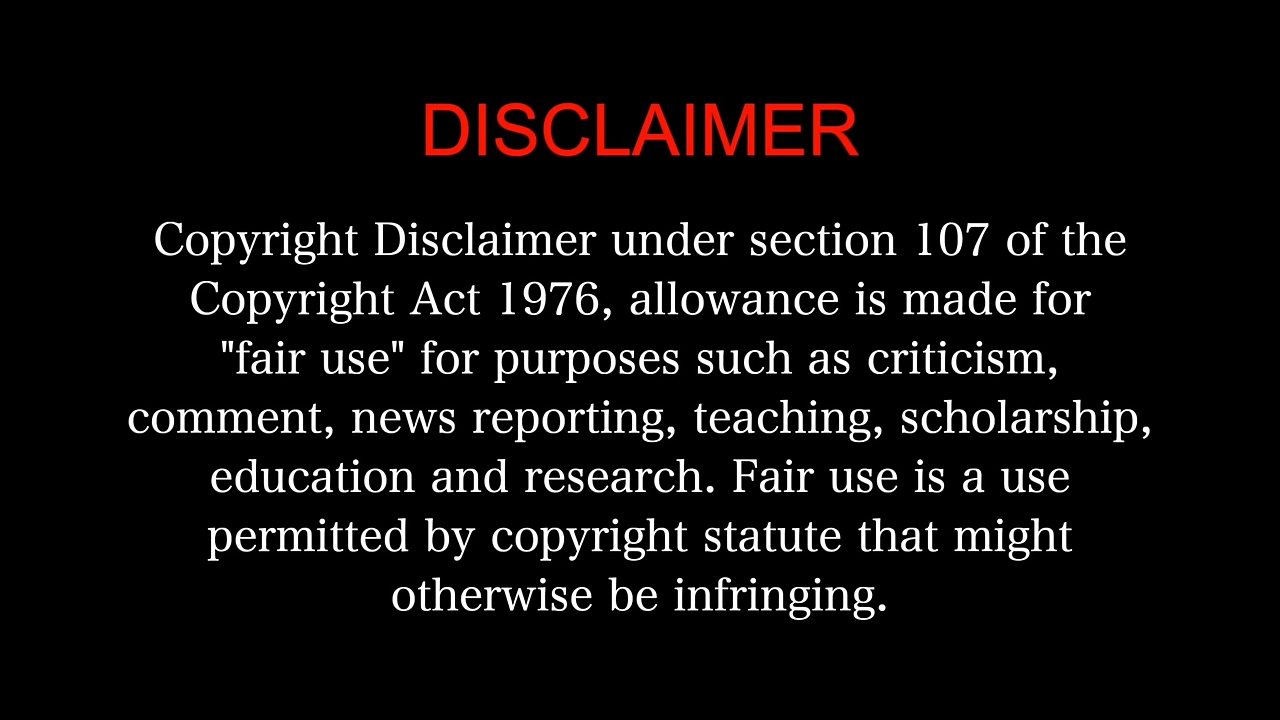 DISCLAIMER
Copyright Disclaimer under section 107 of the
Copyright Act 1976, allowance is made for
"fair use" for purposes such as criticism,
comment, news reporting, teaching, scholarship,
education and research. Fair use is a use
permitted by copyright statute that might
otherwise be infringing.